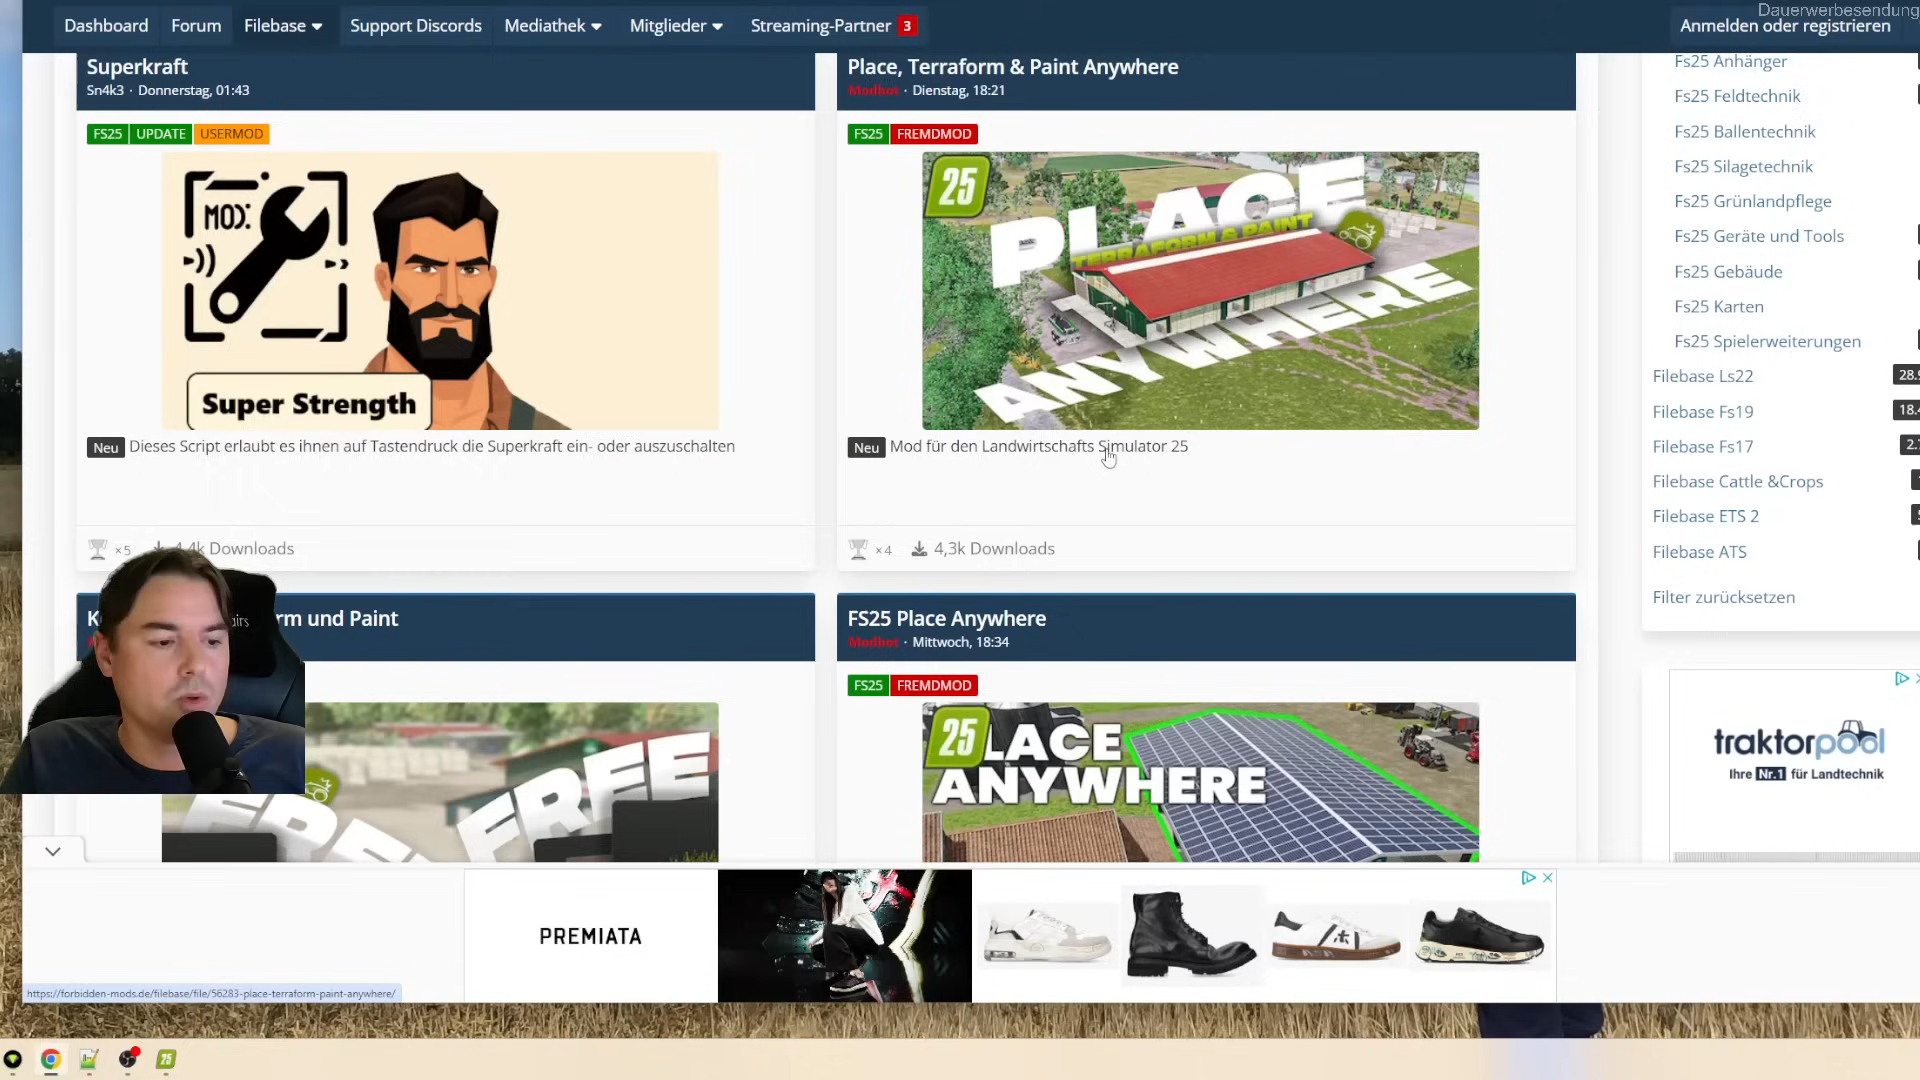 Dauerwerbesendung
Dashboard
Forum
Filebase
Support Discords
Mediathek
Mitglieder
Streaming-Partner 3
Anmelden oder registrieren
Superkraft
Sn4k3 · Donnerstag, 01:43
FS25 UPDATE USERMOD
MOD:
Super Strength
Neu Dieses Script erlaubt es ihnen auf Tastendruck die Superkraft ein- oder auszuschalten
×5 4,4k Downloads
Place, Terraform & Paint Anywhere
Modbot · Dienstag, 18:21
FS25 FREMDMOD
25
PLACE
TERRAFORM & PAINT
ANYWHERE
Neu Mod für den Landwirtschafts Simulator 25
×4 4,3k Downloads
rm und Paint
FREE
FS25 Place Anywhere
Modbot · Mittwoch, 18:34
FS25 FREMDMOD
25 LACE
ANYWHERE
Fs25 Anhänger
Fs25 Feldtechnik
Fs25 Ballentechnik
Fs25 Silagetechnik
Fs25 Grünlandpflege
Fs25 Geräte und Tools
Fs25 Gebäude
Fs25 Karten
Fs25 Spielerweiterungen
Filebase Ls22
Filebase Fs19
Filebase Fs17
Filebase Cattle &Crops
Filebase ETS 2
Filebase ATS
Filter zurücksetzen
traktorpool
Ihre Nr.1 für Landtechnik
PREMIATA
https://forbidden-mods.de/filebase/file/56283-place-terraform-paint-anywhere/
25